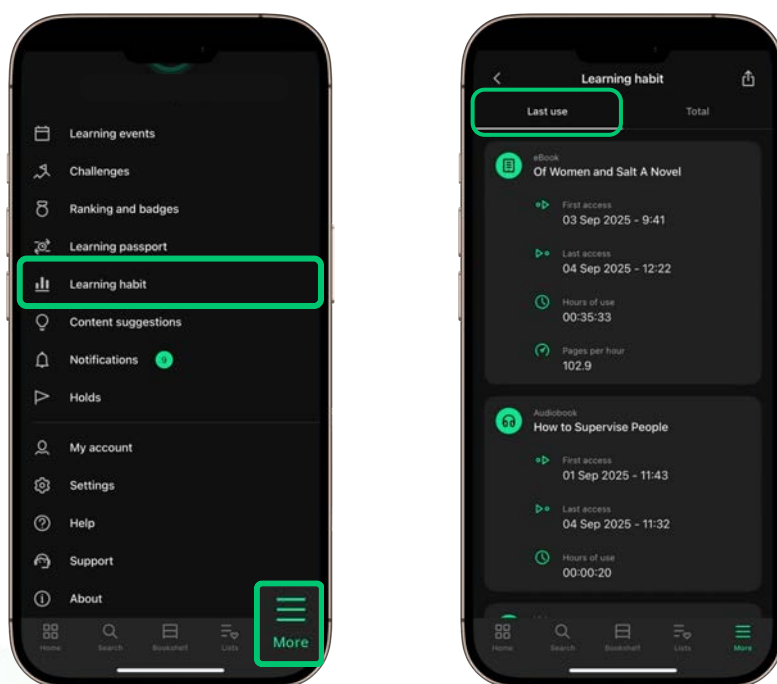 Learning events
Challenges
Ranking and badges
Learning passport
Learning habit
Content suggestions
Notifications 9
Holds
My account
Settings
Help
Support
About
Home
Search
Bookshelf
Lists
More
Learning habit
Last use
Total
eBook
Of Women and Salt A Novel
First access
03 Sep 2025 - 9:41
Last access
04 Sep 2025 - 12:22
Hours of use
00:35:33
Pages per hour
102.9
Audiobook
How to Supervise People
First access
01 Sep 2025 - 11:43
Last access
04 Sep 2025 - 11:32
Hours of use
00:00:20
Home
Search
Bookshelf
Lists
More